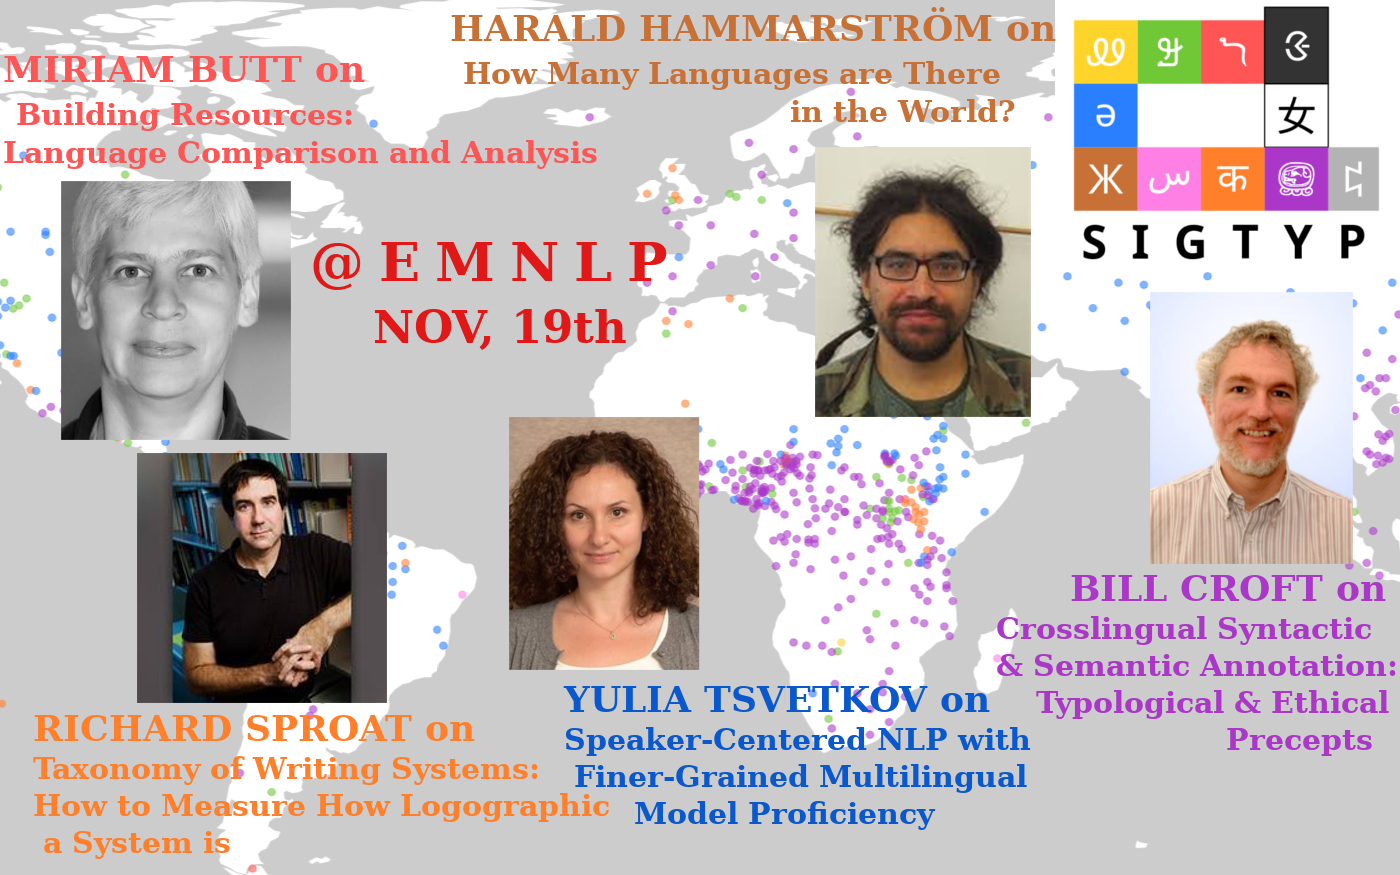 HARALD HAMMARSTRÖM on
How Many Languages are There
in the World?
MIRIAM BUTT on
Building Resources:
Language Comparison and Analysis
ə
女
Ж س क
SIGTYP
@EMNLP
NOV, 19th
BILL CROFT on
Crosslingual Syntactic
& Semantic Annotation:
Typological & Ethical
Precepts
YULIA TSVETKOV on
Speaker-Centered NLP with
Finer-Grained Multilingual
Model Proficiency
RICHARD SPROAT on
Taxonomy of Writing Systems:
How to Measure How Logographic
a System is